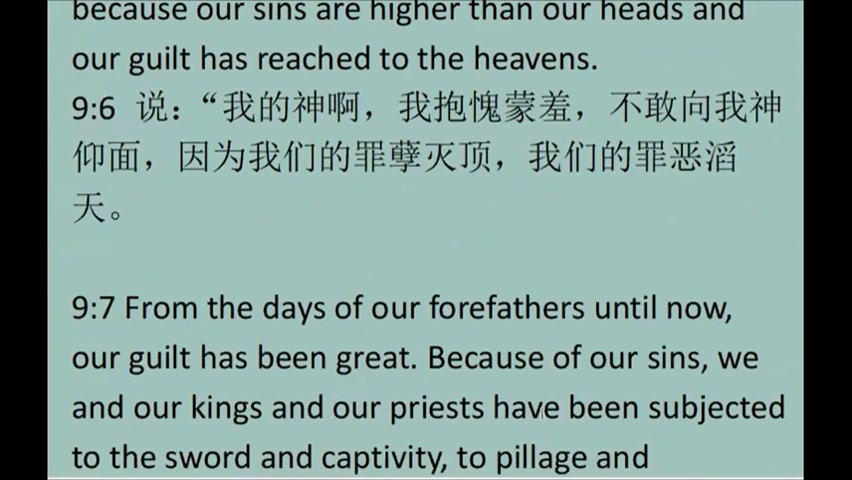 because our sins are higher than our heads and
our guilt has reached to the heavens.
9:6 说：“我的神啊，我抱愧蒙羞，不敢向我神
仰面，因为我们的罪孽灭顶，我们的罪恶滔
天。
9:7 From the days of our forefathers until now,
our guilt has been great. Because of our sins, we
and our kings and our priests have been subjected
to the sword and captivity, to pillage and